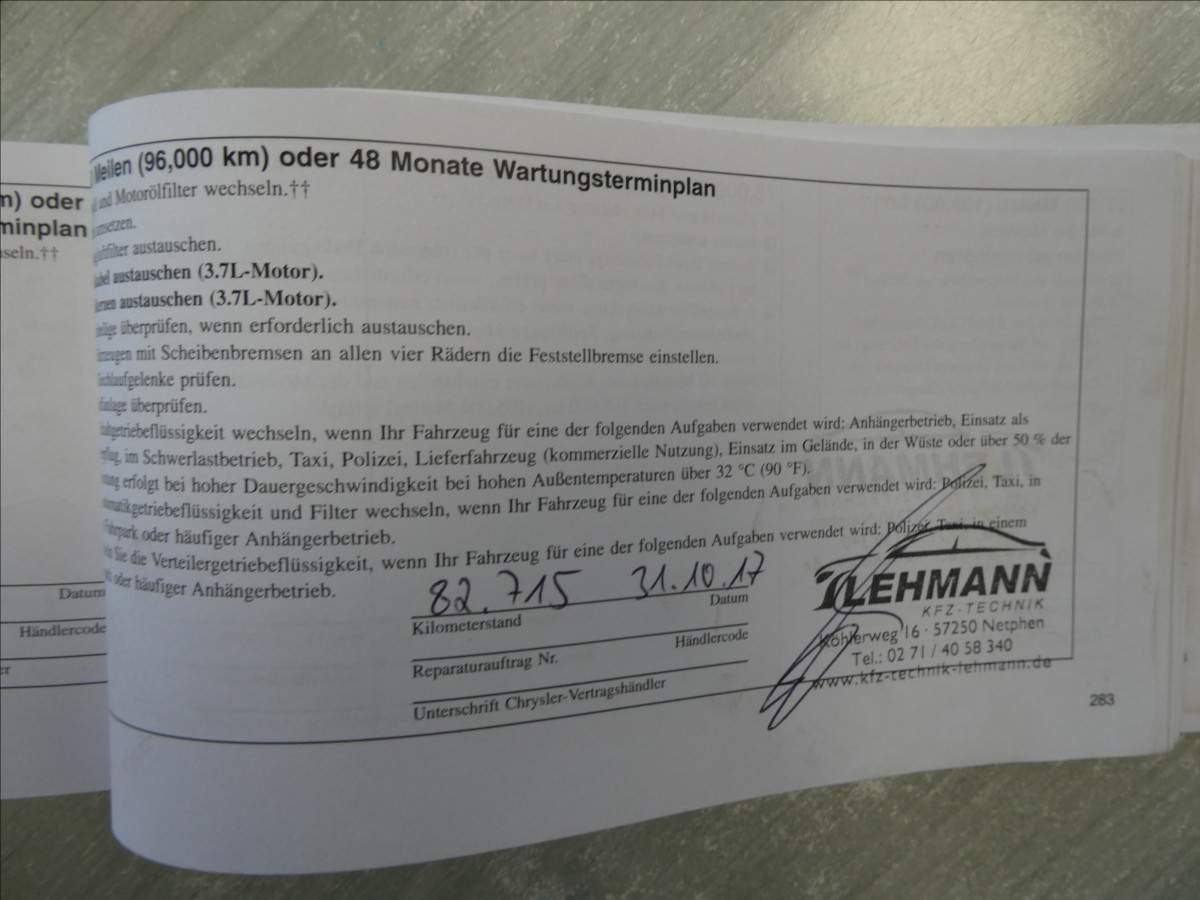 m) oder
minplan
seln.††
Datum
Händlercode
Meilen (96,000 km) oder 48 Monate Wartungsterminplan
und Motorölfilter wechseln.††
austauschen.
austauschen (3.7L-Motor).
austauschen (3.7L-Motor).
überprüfen, wenn erforderlich austauschen.
mit Scheibenbremsen an allen vier Rädern die Feststellbremse einstellen.
prüfen.
überprüfen.
wechseln, wenn Ihr Fahrzeug für eine der folgenden Aufgaben verwendet wird: Anhängerbetrieb, Einsatz als
im Schwerlastbetrieb, Taxi, Polizei, Lieferfahrzeug (kommerzielle Nutzung), Einsatz im Gelände, in der Wüste oder über 50 % der
erfolgt bei hoher Dauergeschwindigkeit bei hohen Außentemperaturen über 32 °C (90 °F).
und Filter wechseln, wenn Ihr Fahrzeug für eine der folgenden Aufgaben verwendet wird: Polizei, Taxi, in
oder häufiger Anhängerbetrieb.
Sie die Verteilergetriebeflüssigkeit, wenn Ihr Fahrzeug für eine der folgenden Aufgaben verwendet wird: Polizei, Taxi, in einem
oder häufiger Anhängerbetrieb.
82.715 31.10.17
Kilometerstand Datum
Reparaturauftrag Nr. Händlercode
Unterschrift Chrysler-Vertragshändler
LEHMANN
KFZ-TECHNIK
Köhlerweg 16 · 57250 Netphen
Tel.: 02 71 / 40 58 340
www.kfz-technik-lehmann.de
283